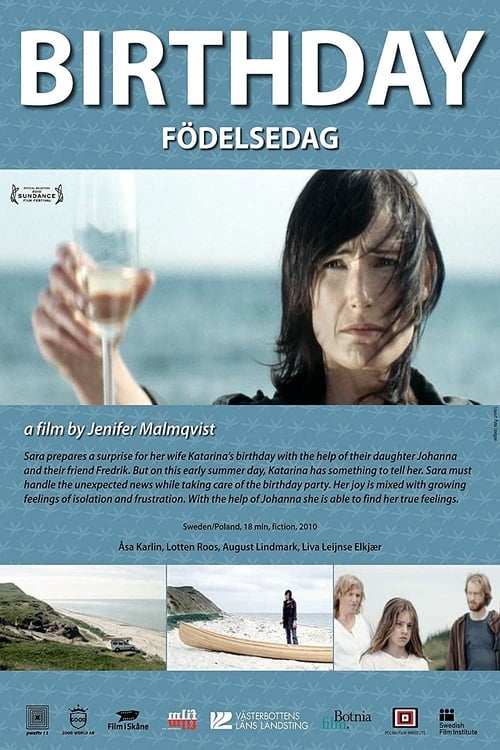 BIRTHDAY
FÖDELSEDAG
OFFICIAL SELECTION
2010
SUNDANCE
FILM FESTIVAL
a film by Jenifer Malmqvist
Sara prepares a surprise for her wife Katarina's birthday with the help of their daughter Johanna
and their friend Fredrik. But on this early summer day, Katarina has something to tell her. Sara must
handle the unexpected news while taking care of the birthday party. Her joy is mixed with growing
feelings of isolation and frustration. With the help of Johanna she is able to find her true feelings.
Sweden/Poland, 18 min, fiction, 2010
Åsa Karlin, Lotten Roos, August Lindmark, Liva Leijnse Elkjær
pwsftv i t
GOOD
GOOD WORLD AB
Film i Skåne
VÄSTERBOTTENS
LÄNS LANDSTING
film Botnia
POLISH FILM INSTITUTE
Swedish
Film Institute